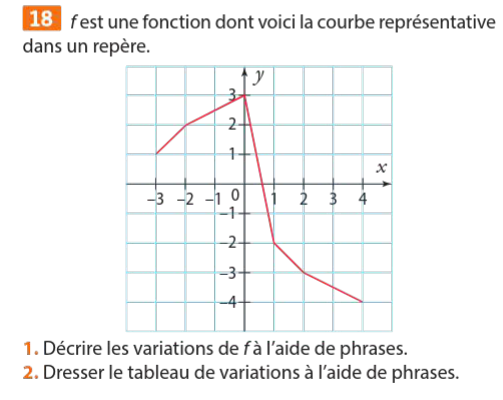 18 f est une fonction dont voici la courbe représentative
dans un repère.
y
3
2
1
x
−3 −2 −1 0 1 2 3 4
−1
−2
−3
−4
1. Décrire les variations de f à l'aide de phrases.
2. Dresser le tableau de variations à l'aide de phrases.